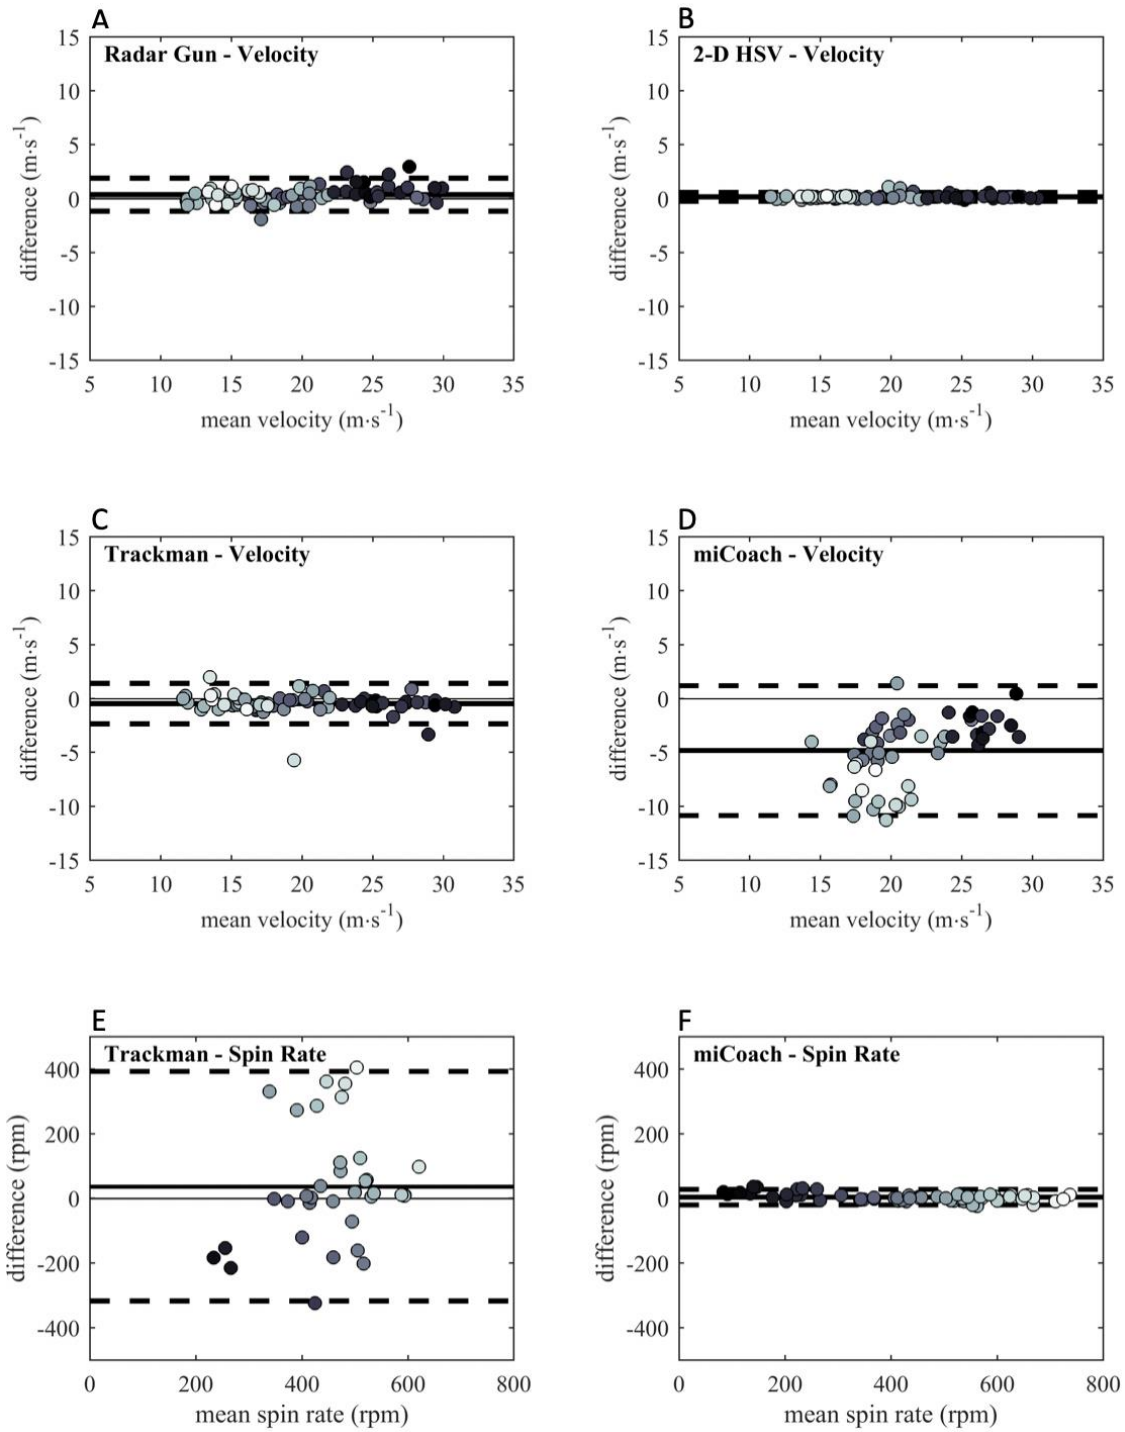 A
Radar Gun - Velocity
15
10
5
0
-5
-10
-15
5 10 15 20 25 30 35
difference (m·s⁻¹)
mean velocity (m·s⁻¹)
B
2-D HSV - Velocity
15
10
5
0
-5
-10
-15
5 10 15 20 25 30 35
difference (m·s⁻¹)
mean velocity (m·s⁻¹)
C
Trackman - Velocity
15
10
5
0
-5
-10
-15
5 10 15 20 25 30 35
difference (m·s⁻¹)
mean velocity (m·s⁻¹)
D
miCoach - Velocity
15
10
5
0
-5
-10
-15
5 10 15 20 25 30 35
difference (m·s⁻¹)
mean velocity (m·s⁻¹)
E
Trackman - Spin Rate
400
200
0
-200
-400
0 200 400 600 800
difference (rpm)
mean spin rate (rpm)
F
miCoach - Spin Rate
400
200
0
-200
-400
0 200 400 600 800
difference (rpm)
mean spin rate (rpm)